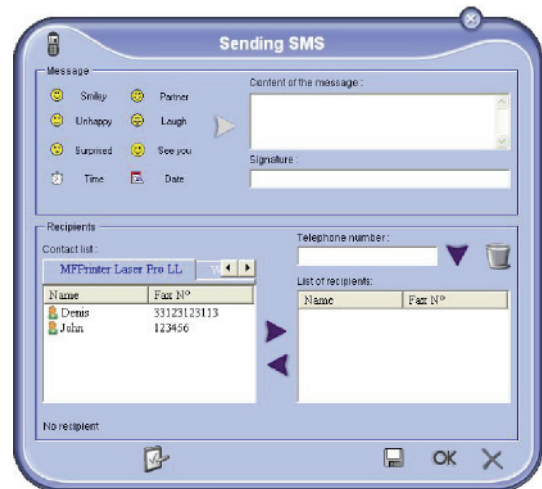 Sending SMS
Message
Smiley Partner
Unhappy Laugh
Surprised See you
Time Date
Content of the message :
Signature :
Recipients
Contact list :
MFPrinter Laser Pro LL
Name Fax Nº
Denis 33123123113
John 123456
No recipient
Telephone number :
List of recipients:
Name Fax Nº
OK